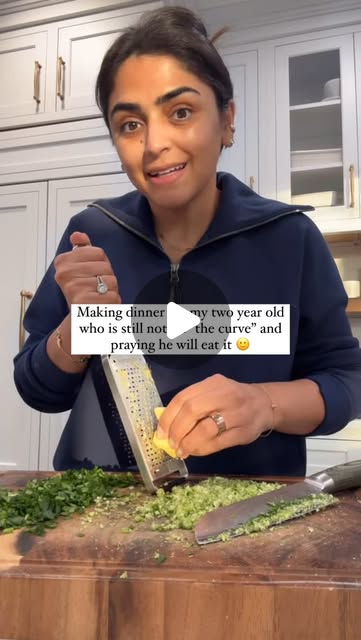 Making dinner my two year old
who is still not "the curve" and
praying he will eat it 🙂